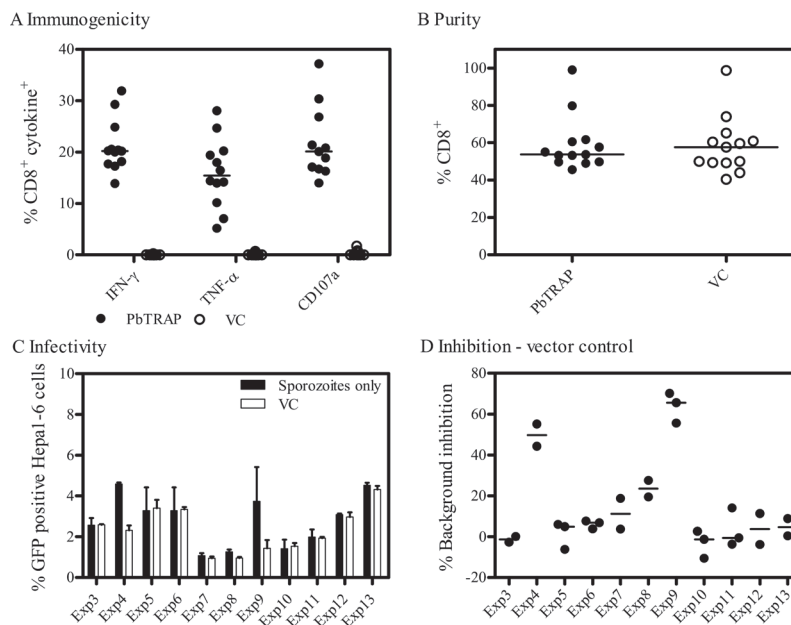 A Immunogenicity
% CD8+ cytokine+
40
30
20
10
0
IFN-γ
TNF-α
CD107a
PbTRAP
VC
B Purity
% CD8+
100
80
60
40
20
0
PbTRAP
VC
C Infectivity
% GFP positive Hepa1-6 cells
10
8
6
4
2
0
Sporozoites only
VC
Exp3
Exp4
Exp5
Exp6
Exp7
Exp8
Exp9
Exp10
Exp11
Exp12
Exp13
D Inhibition - vector control
% Background inhibition
80
60
40
20
0
-20
Exp3
Exp4
Exp5
Exp6
Exp7
Exp8
Exp9
Exp10
Exp11
Exp12
Exp13